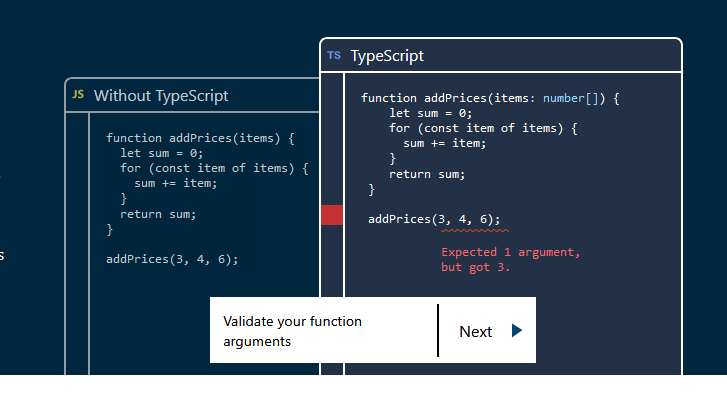 TS TypeScript
JS Without TypeScript
function addPrices(items) {
let sum = 0;
for (const item of items) {
sum += item;
}
return sum;
}
addPrices(3, 4, 6);
function addPrices(items: number[]) {
let sum = 0;
for (const item of items) {
sum += item;
}
return sum;
}
addPrices(3, 4, 6);
Expected 1 argument,
but got 3.
s
Validate your function
arguments
Next